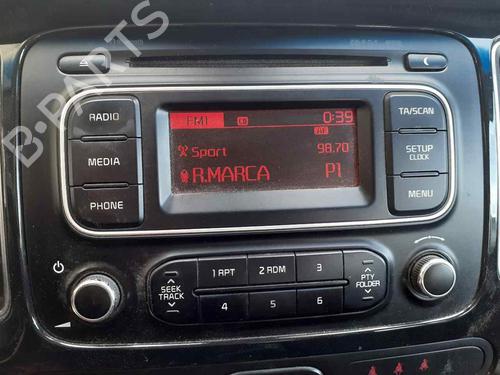 B-PARTS
RADIO
MEDIA
PHONE
FM1 CD 0:39
AF
Sport 98.70
R.MARCA P1
TA/SCAN
SETUP
CLOCK
MENU
SEEK
TRACK
1 RPT 2 RDM 3
4 5 6
PTY
FOLDER